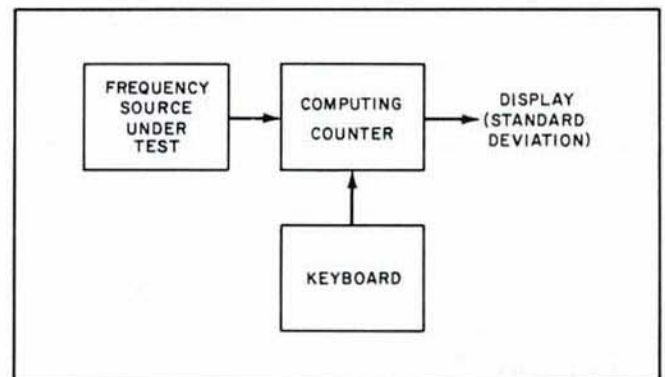 FREQUENCY
SOURCE
UNDER
TEST
COMPUTING
COUNTER
DISPLAY
(STANDARD
DEVIATION)
KEYBOARD